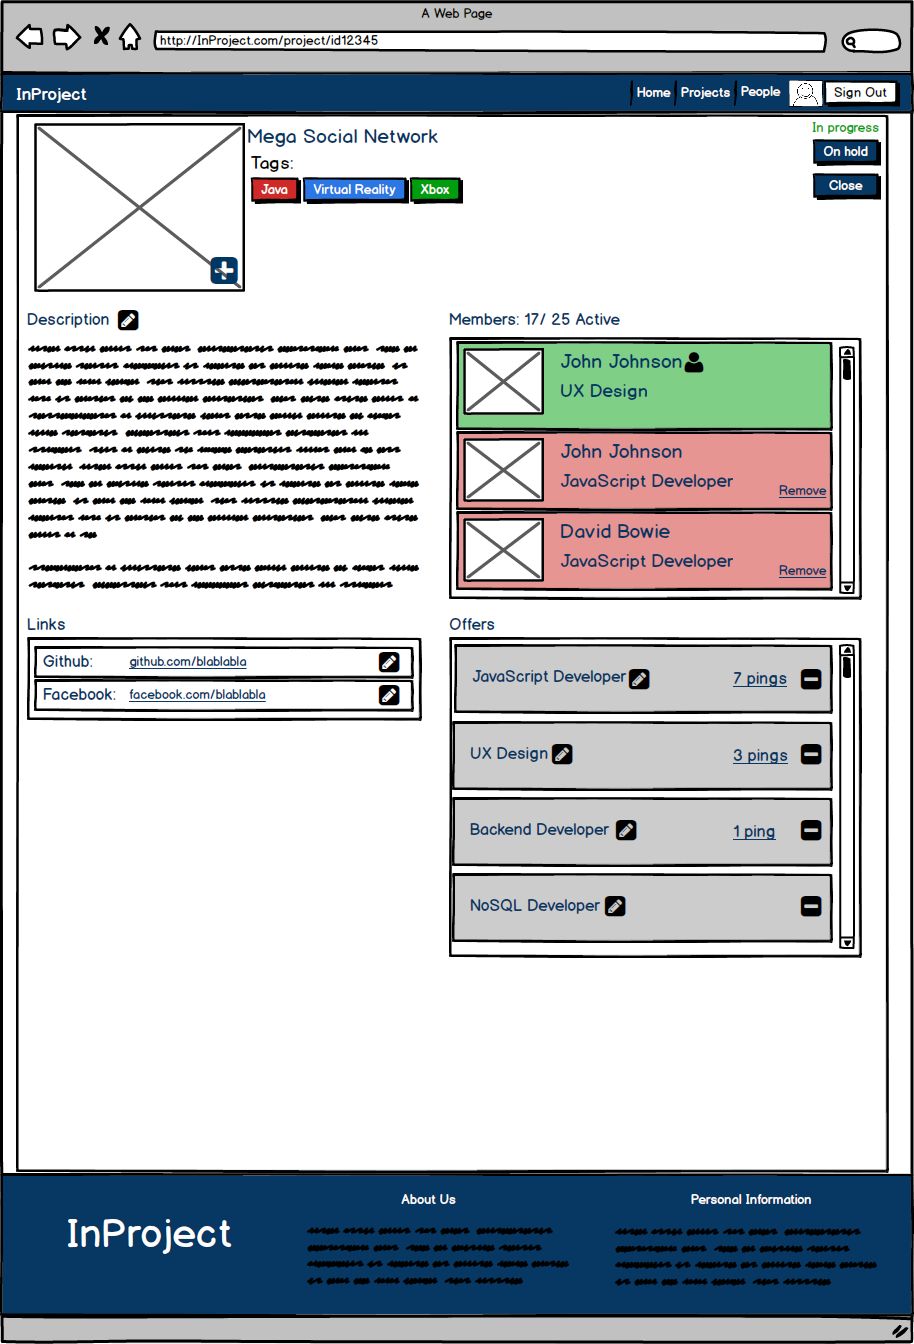 A Web Page
http://InProject.com/project/id12345
InProject
Home
Projects
People
Sign Out
Mega Social Network
In progress
Tags:
On hold
Java
Virtual Reality
Xbox
Close
Description
Members: 17/ 25 Active
John Johnson
UX Design
John Johnson
JavaScript Developer
Remove
David Bowie
JavaScript Developer
Remove
Links
Github:
github.com/blablabla
Facebook:
facebook.com/blablabla
Offers
JavaScript Developer
7 pings
UX Design
3 pings
Backend Developer
1 ping
NoSQL Developer
InProject
About Us
Personal Information